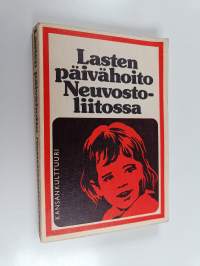 Lasten
päivähoito
Neuvosto-
liitossa
KANSANKULTTUURI